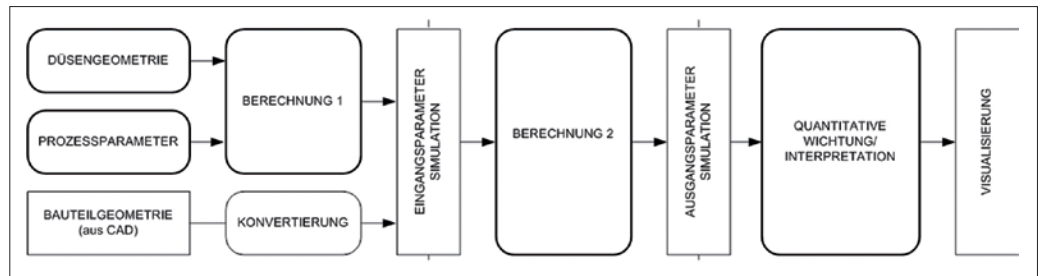 DÜSENGEOMETRIE
PROZESSPARAMETER
BAUTEILGEOMETRIE
(aus CAD)
BERECHNUNG 1
KONVERTIERUNG
EINGANGSPARAMETER
SIMULATION
BERECHNUNG 2
AUSGANGSPARAMETER
SIMULATION
QUANTITATIVE
WICHTUNG/
INTERPRETATION
VISUALISIERUNG